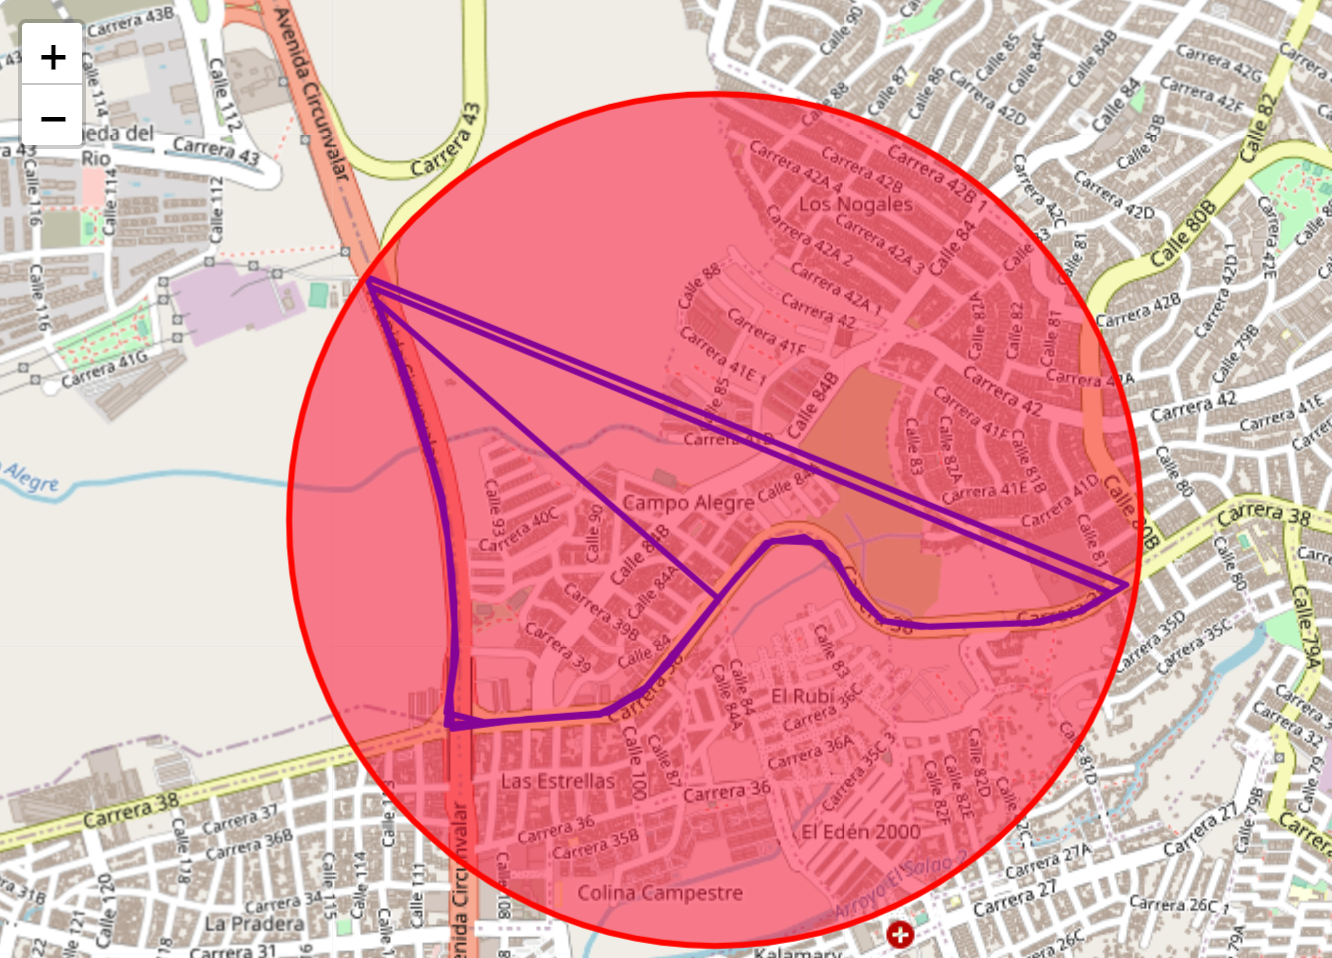 +
−
Carrera 43B
Avenida Circunvalar
Calle 112
Calle 114
Carrera 43
Carrera 43
Rio
Calle 116
Calle 114
Calle 112
Calle 116
Carrera 41G
Alegre
Calle 90
Calle 88
Calle 87
Calle 86
Calle 85
Calle 84C
Calle 84B
Calle 84
Carrera 42G
Carrera 42F
Calle 83B
Calle 82
Carrera 42B
Carrera 42B 1
Carrera 42A 4
Los Nogales
Carrera 42A 3
Carrera 42A 2
Carrera 42A 1
Carrera 42
Calle 84
Carrera 42C
Carrera 42D
Calle 81
Calle 80B
Carrera 42D 1
Carrera 42E
Carrera 42B
Calle 79B
Calle 88
Carrera 41F
Carrera 41E 1
Calle 85
Calle 84B
Calle 82A
Calle 82
Calle 81
Carrera 42A
Carrera 42
Carrera 42
Carrera 41F
Carrera 41E
Carrera 41D
Calle 83
Calle 82A
Calle 81B
Carrera 41E
Carrera 41D
Calle 80B
Calle 80
Carrera 38
Calle 81
Campo Alegre
Calle 84A
Calle 93
Carrera 40C
Calle 90
Calle 84B
Calle 84A
Carrera 39B
Carrera 39
Calle 84
Carrera 38
Carrera 38
Calle 80
Carrera 35D
Carrera 35C
Calle 79A
Calle 83
El Rubí
Carrera 36C
Calle 84
Calle 84A
Carrera 36A
Carrera 35C 3
Las Estrellas
Calle 100
Calle 87
Carrera 36
Carrera 36
Carrera 35B
El Edén 2000
Calle 82F
Calle 82E
Calle 82D
Calle 81D
Carrera 32
Calle 79B
Carrera 27
Carrera 27A
Carrera 27
Carrera 26C 1
Carrera 26C
Arroyo El Salao 2
Colina Campestre
Carrera 38
Carrera 37
Carrera 36B
Calle 118
Calle 120
Calle 115
Calle 114
Calle 111
Carrera 34
La Pradera
Carrera 31
Kalamary